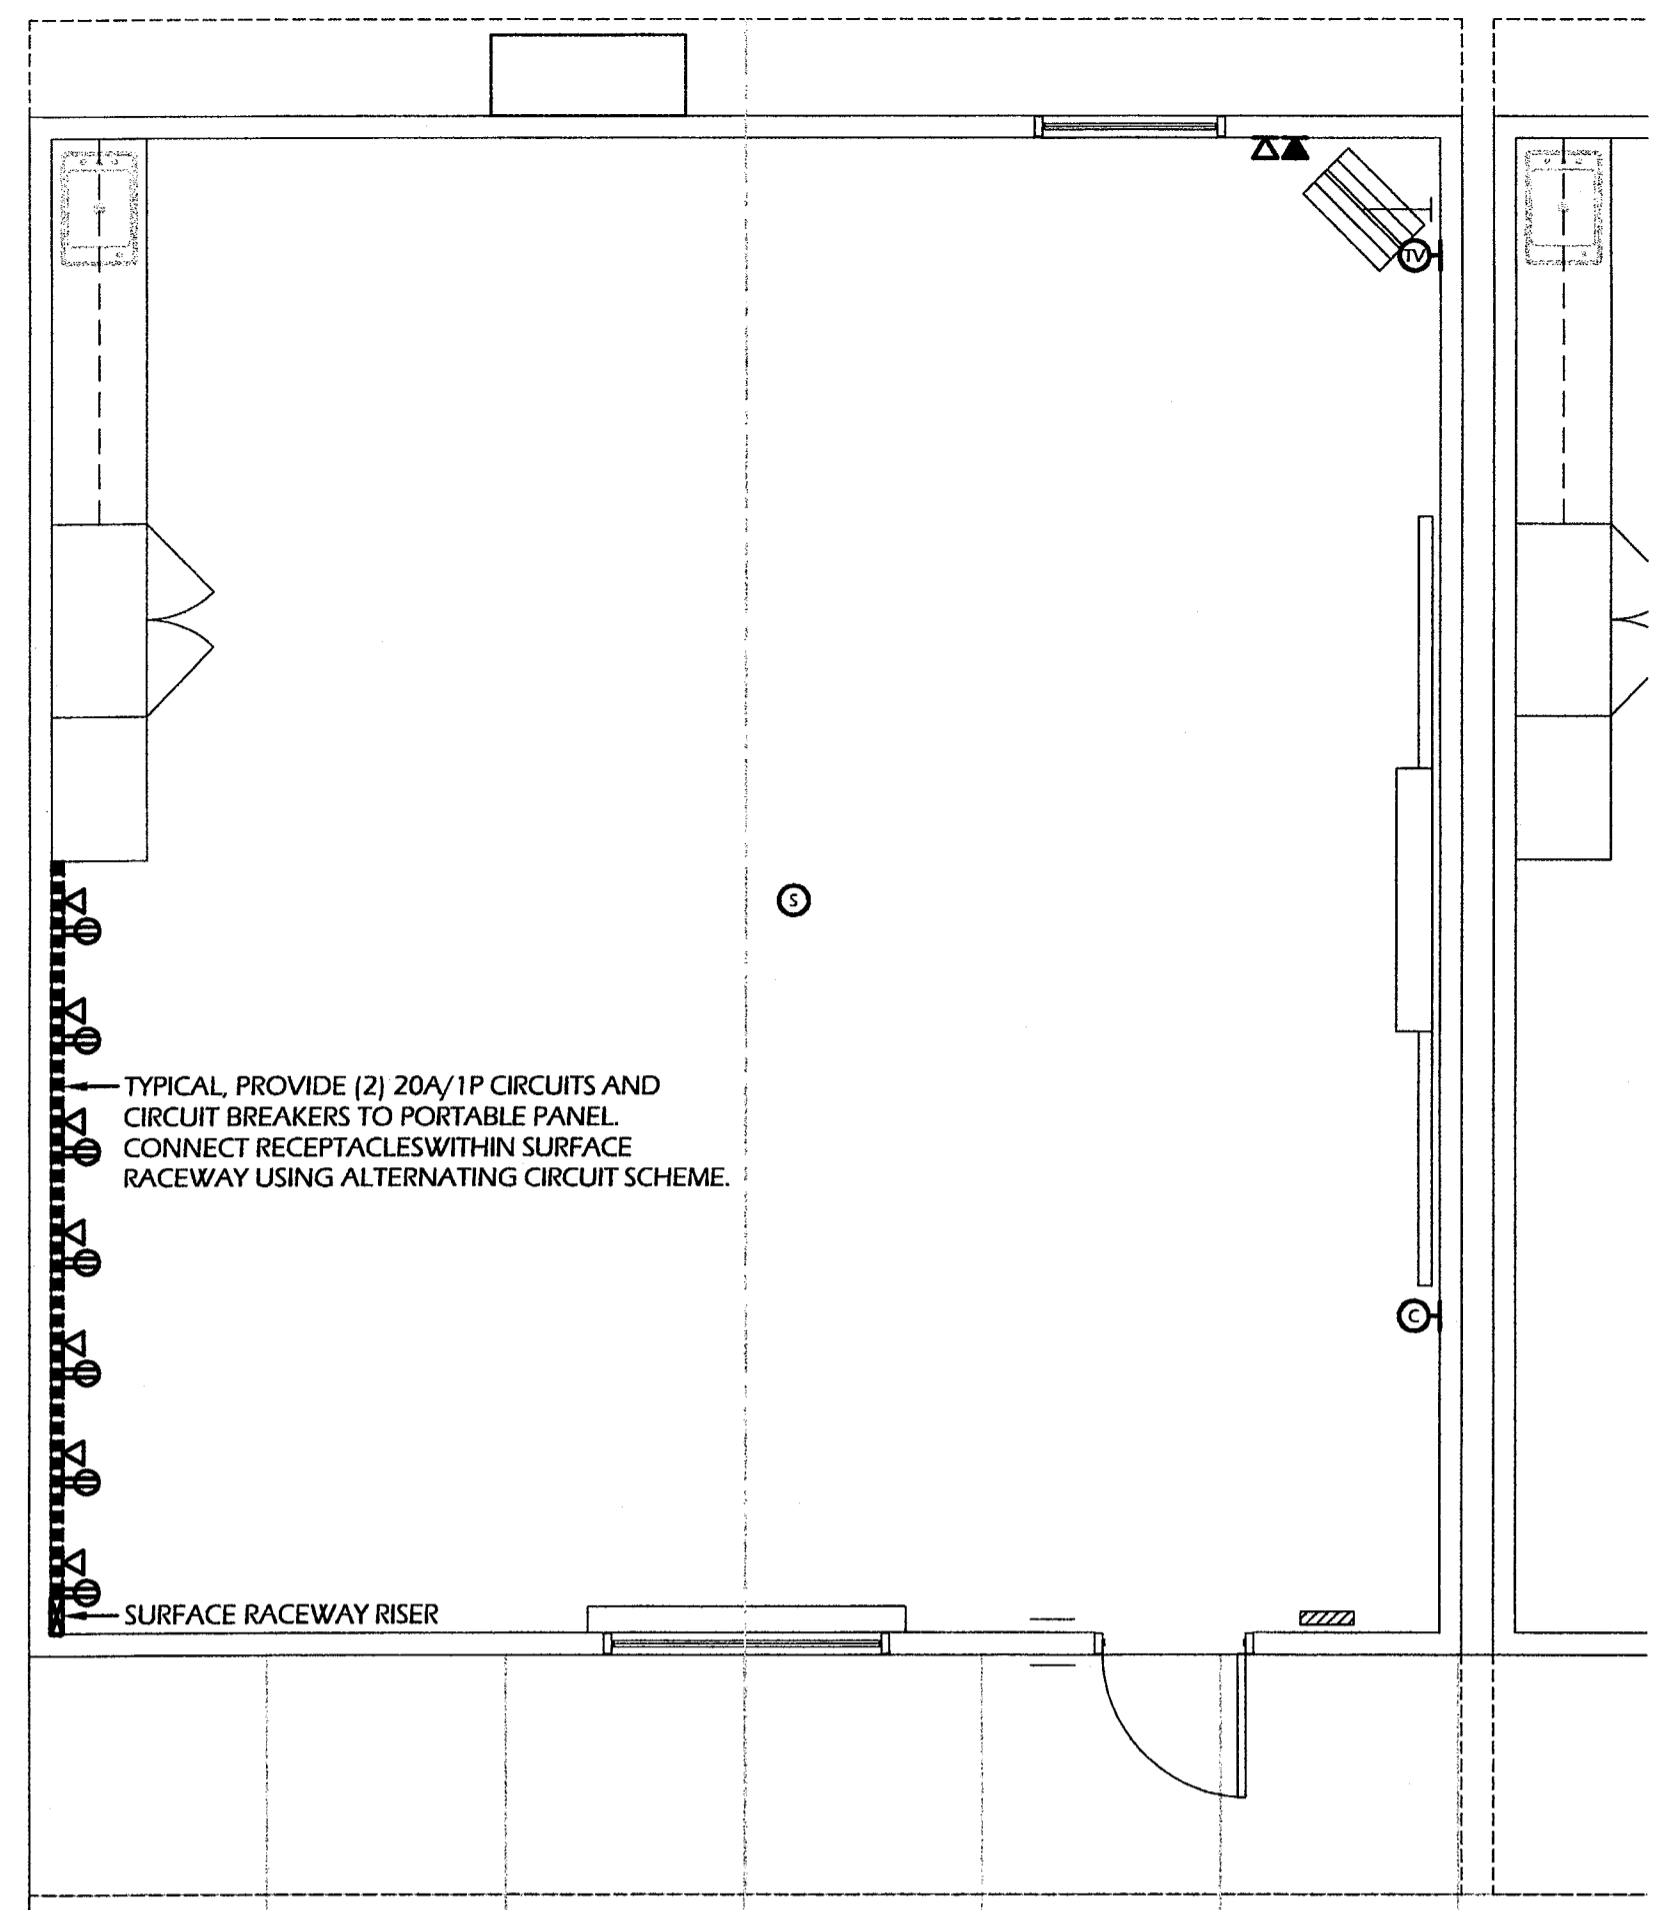 TV
S
TYPICAL, PROVIDE (2) 20A/1P CIRCUITS AND
CIRCUIT BREAKERS TO PORTABLE PANEL.
CONNECT RECEPTACLESWITHIN SURFACE
RACEWAY USING ALTERNATING CIRCUIT SCHEME.
C
SURFACE RACEWAY RISER